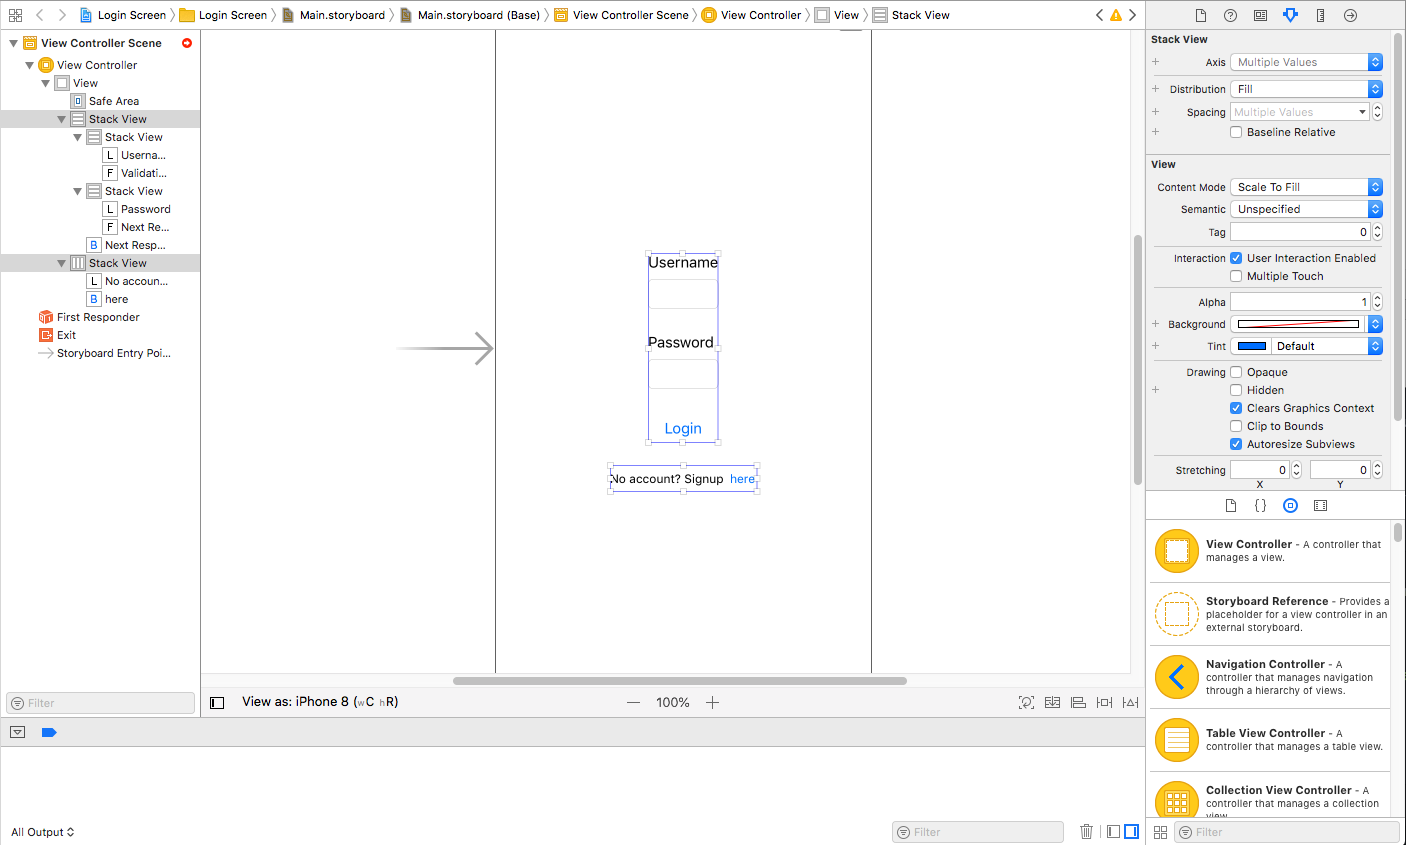 Login Screen
Login Screen
Main.storyboard
Main.storyboard (Base)
View Controller Scene
View Controller
View
Stack View
View Controller Scene
View Controller
View
Safe Area
Stack View
Stack View
L Userna...
F Validati...
Stack View
L Password
F Next Re...
B Next Resp...
Stack View
L No accoun...
B here
First Responder
Exit
Storyboard Entry Poi...
Filter
Username
Password
Login
No account? Signup here
View as: iPhone 8 (wC hR)
100%
All Output
Filter
Stack View
Axis Multiple Values
Distribution Fill
Spacing Multiple Values
Baseline Relative
View
Content Mode Scale To Fill
Semantic Unspecified
Tag 0
Interaction User Interaction Enabled
Multiple Touch
Alpha 1
Background
Tint Default
Drawing Opaque
Hidden
Clears Graphics Context
Clip to Bounds
Autoresize Subviews
Stretching 0 0
X Y
{}
View Controller - A controller that
manages a view.
Storyboard Reference - Provides a
placeholder for a view controller in an
external storyboard.
Navigation Controller - A
controller that manages navigation
through a hierarchy of views.
Table View Controller - A
controller that manages a table view.
Collection View Controller - A
controller that manages a collection
view
Filter